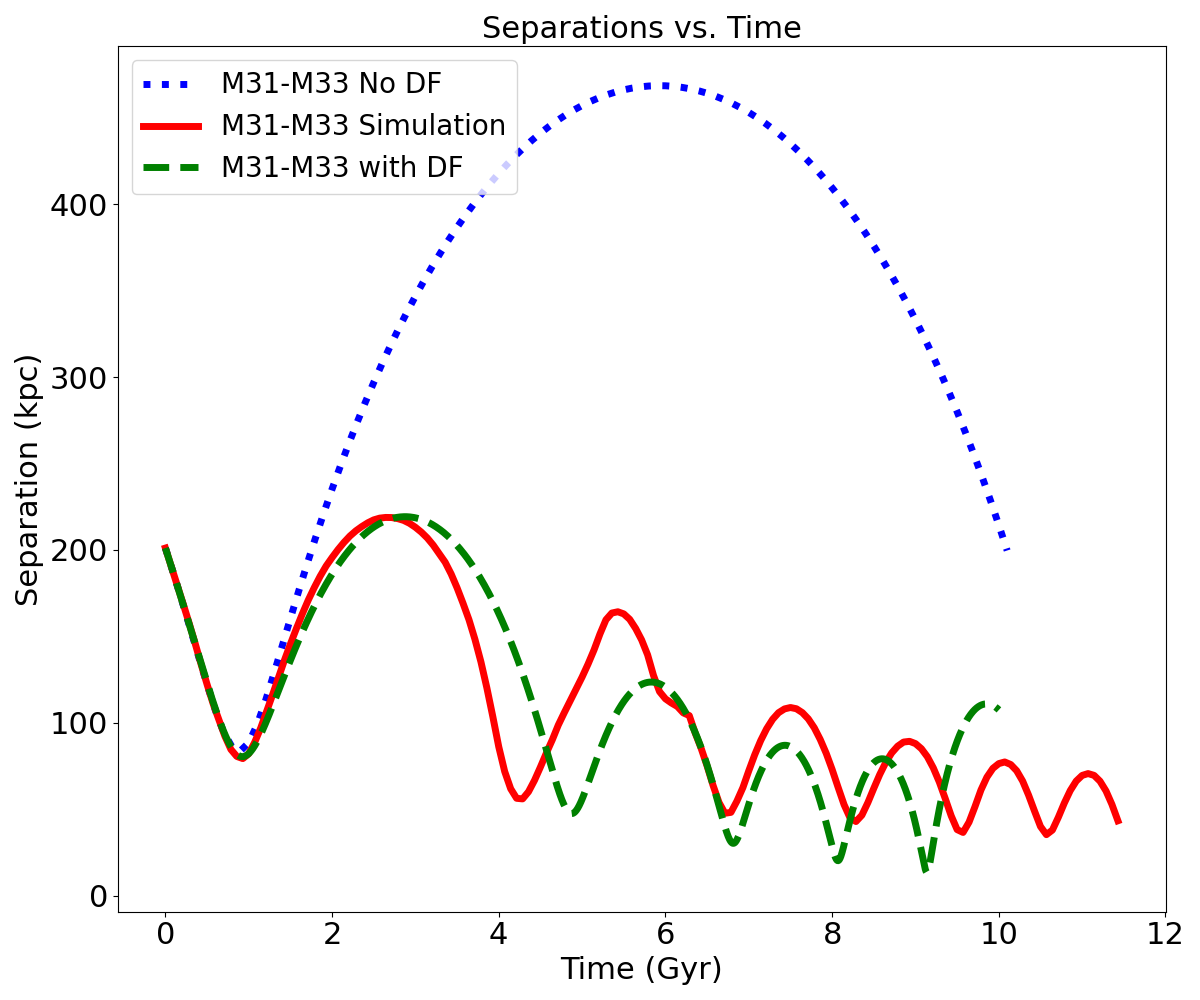 Separations vs. Time
M31-M33 No DF
M31-M33 Simulation
M31-M33 with DF
Separation (kpc)
400
300
200
100
0
0 2 4 6 8 10 12
Time (Gyr)